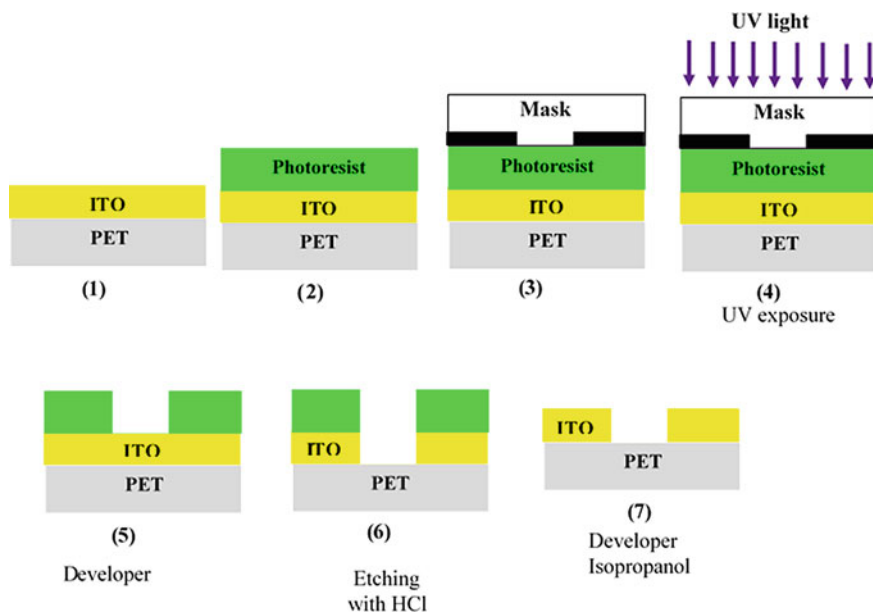 UV light
Mask
Mask
Photoresist
Photoresist
Photoresist
ITO
ITO
ITO
ITO
PET
PET
PET
PET
(1)
(2)
(3)
(4)
UV exposure
ITO
ITO
ITO
PET
PET
PET
(5)
(6)
(7)
Developer
Etching
with HCl
Developer
Isopropanol